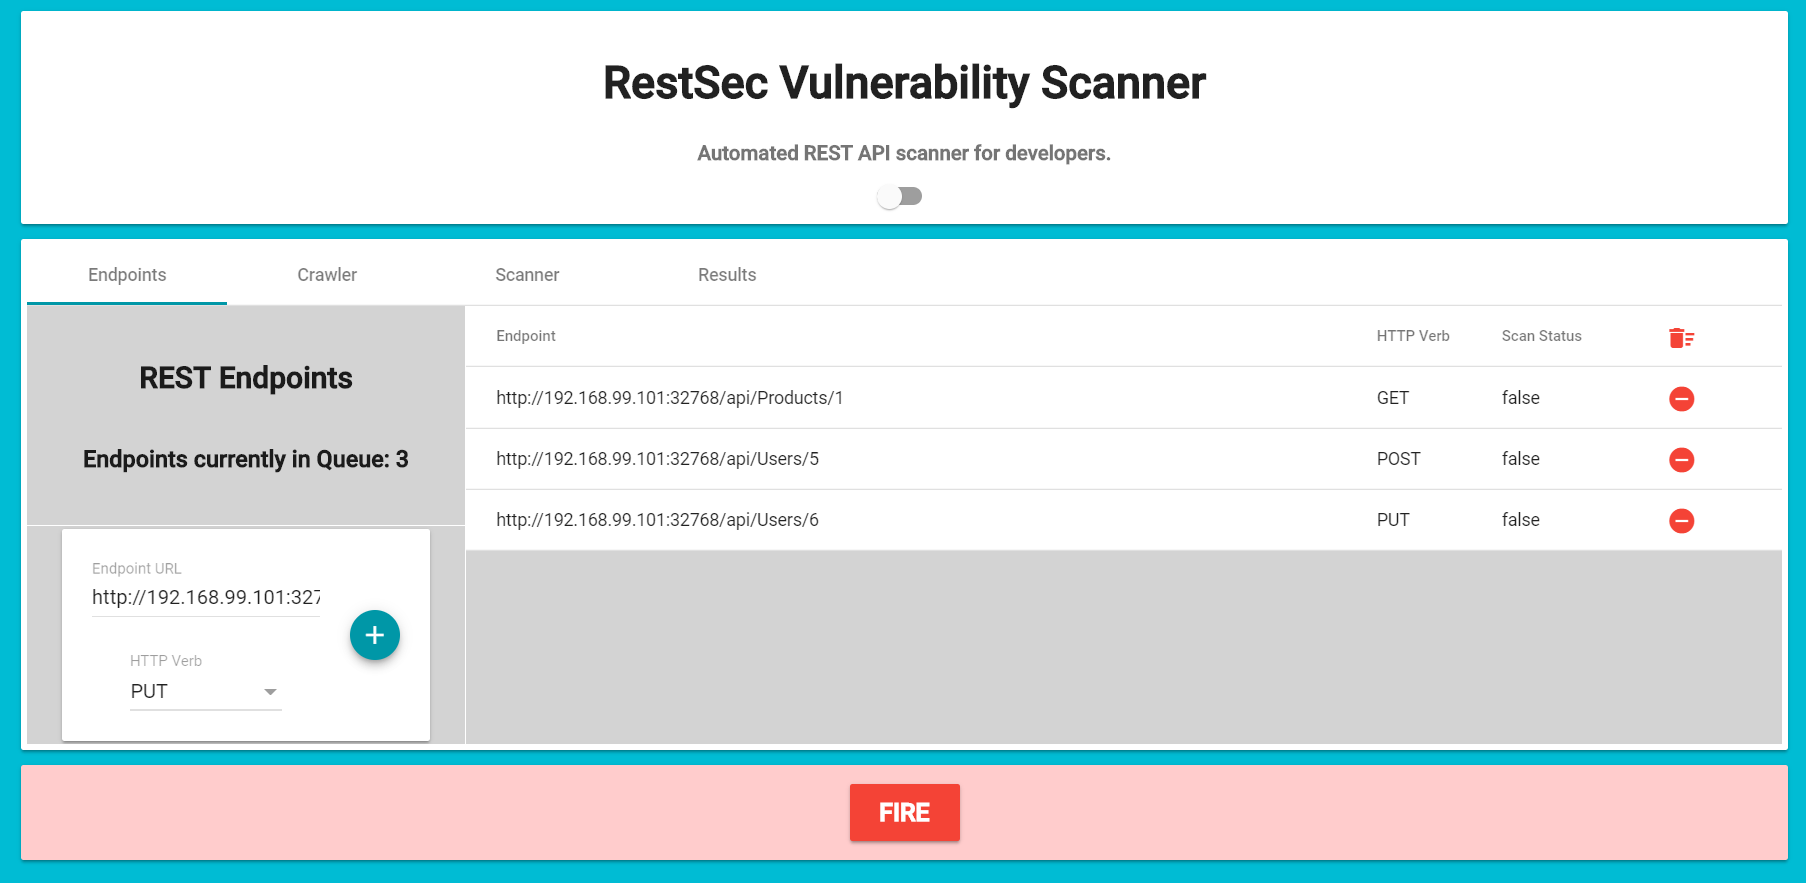 RestSec Vulnerability Scanner
Automated REST API scanner for developers.
Endpoints Crawler Scanner Results
REST Endpoints
Endpoints currently in Queue: 3
Endpoint URL
http://192.168.99.101:327
HTTP Verb
PUT
Endpoint HTTP Verb Scan Status
http://192.168.99.101:32768/api/Products/1 GET false
http://192.168.99.101:32768/api/Users/5 POST false
http://192.168.99.101:32768/api/Users/6 PUT false
FIRE